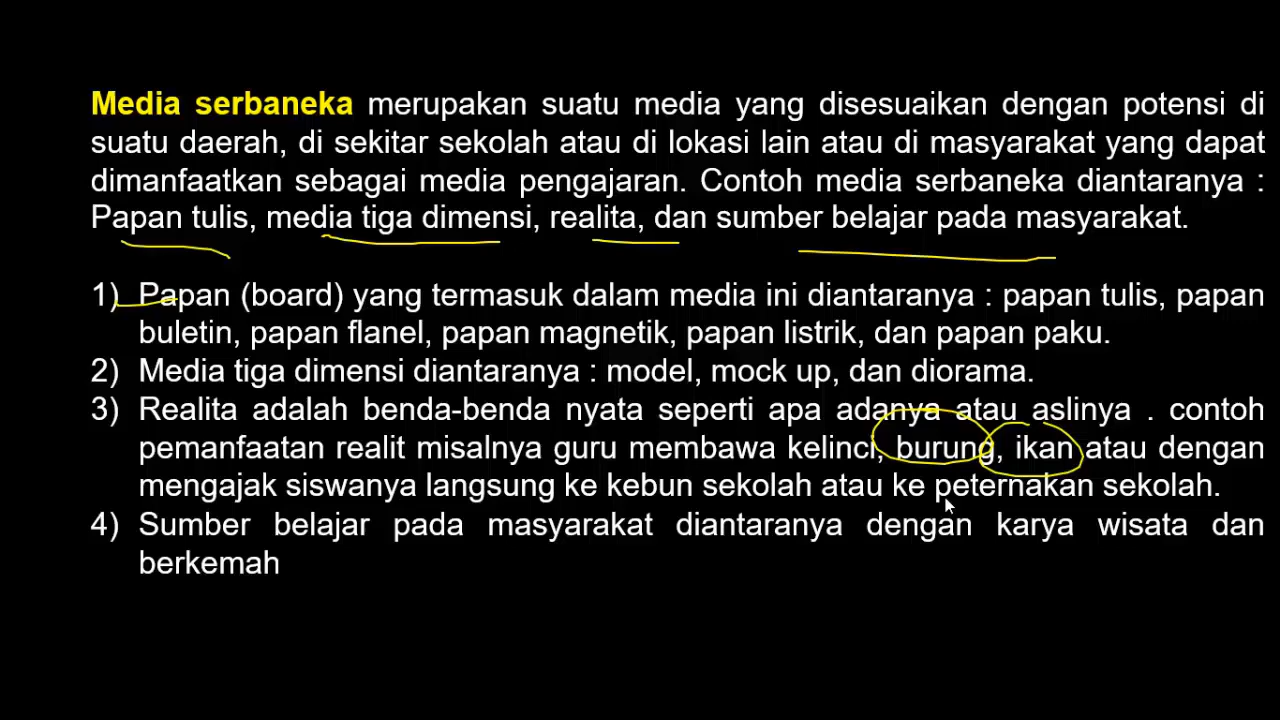 Media serbaneka merupakan suatu media yang disesuaikan dengan potensi di
suatu daerah, di sekitar sekolah atau di lokasi lain atau di masyarakat yang dapat
dimanfaatkan sebagai media pengajaran. Contoh media serbaneka diantaranya :
Papan tulis, media tiga dimensi, realita, dan sumber belajar pada masyarakat.
1) Papan (board) yang termasuk dalam media ini diantaranya : papan tulis, papan
buletin, papan flanel, papan magnetik, papan listrik, dan papan paku.
2) Media tiga dimensi diantaranya : model, mock up, dan diorama.
3) Realita adalah benda-benda nyata seperti apa adanya atau aslinya . contoh
pemanfaatan realit misalnya guru membawa kelinci, burung, ikan atau dengan
mengajak siswanya langsung ke kebun sekolah atau ke peternakan sekolah.
4) Sumber belajar pada masyarakat diantaranya dengan karya wisata dan
berkemah